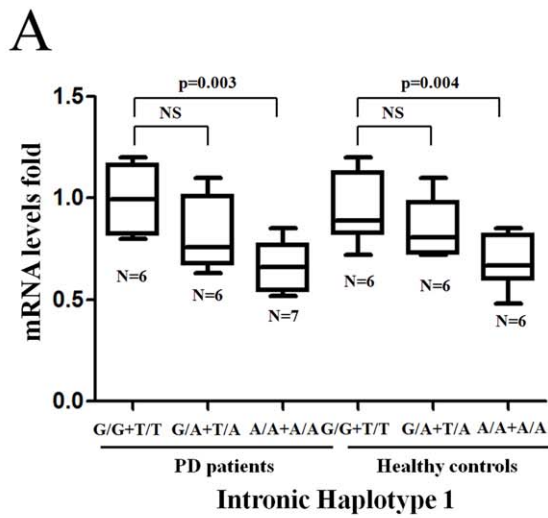 A
p=0.003
p=0.004
NS
NS
1.5
1.0
0.5
0.0
mRNA levels fold
N=6
N=6
N=7
N=6
N=6
N=6
G/G+T/T G/A+T/A A/A+A/A G/G+T/T G/A+T/A A/A+A/A
PD patients
Healthy controls
Intronic Haplotype 1